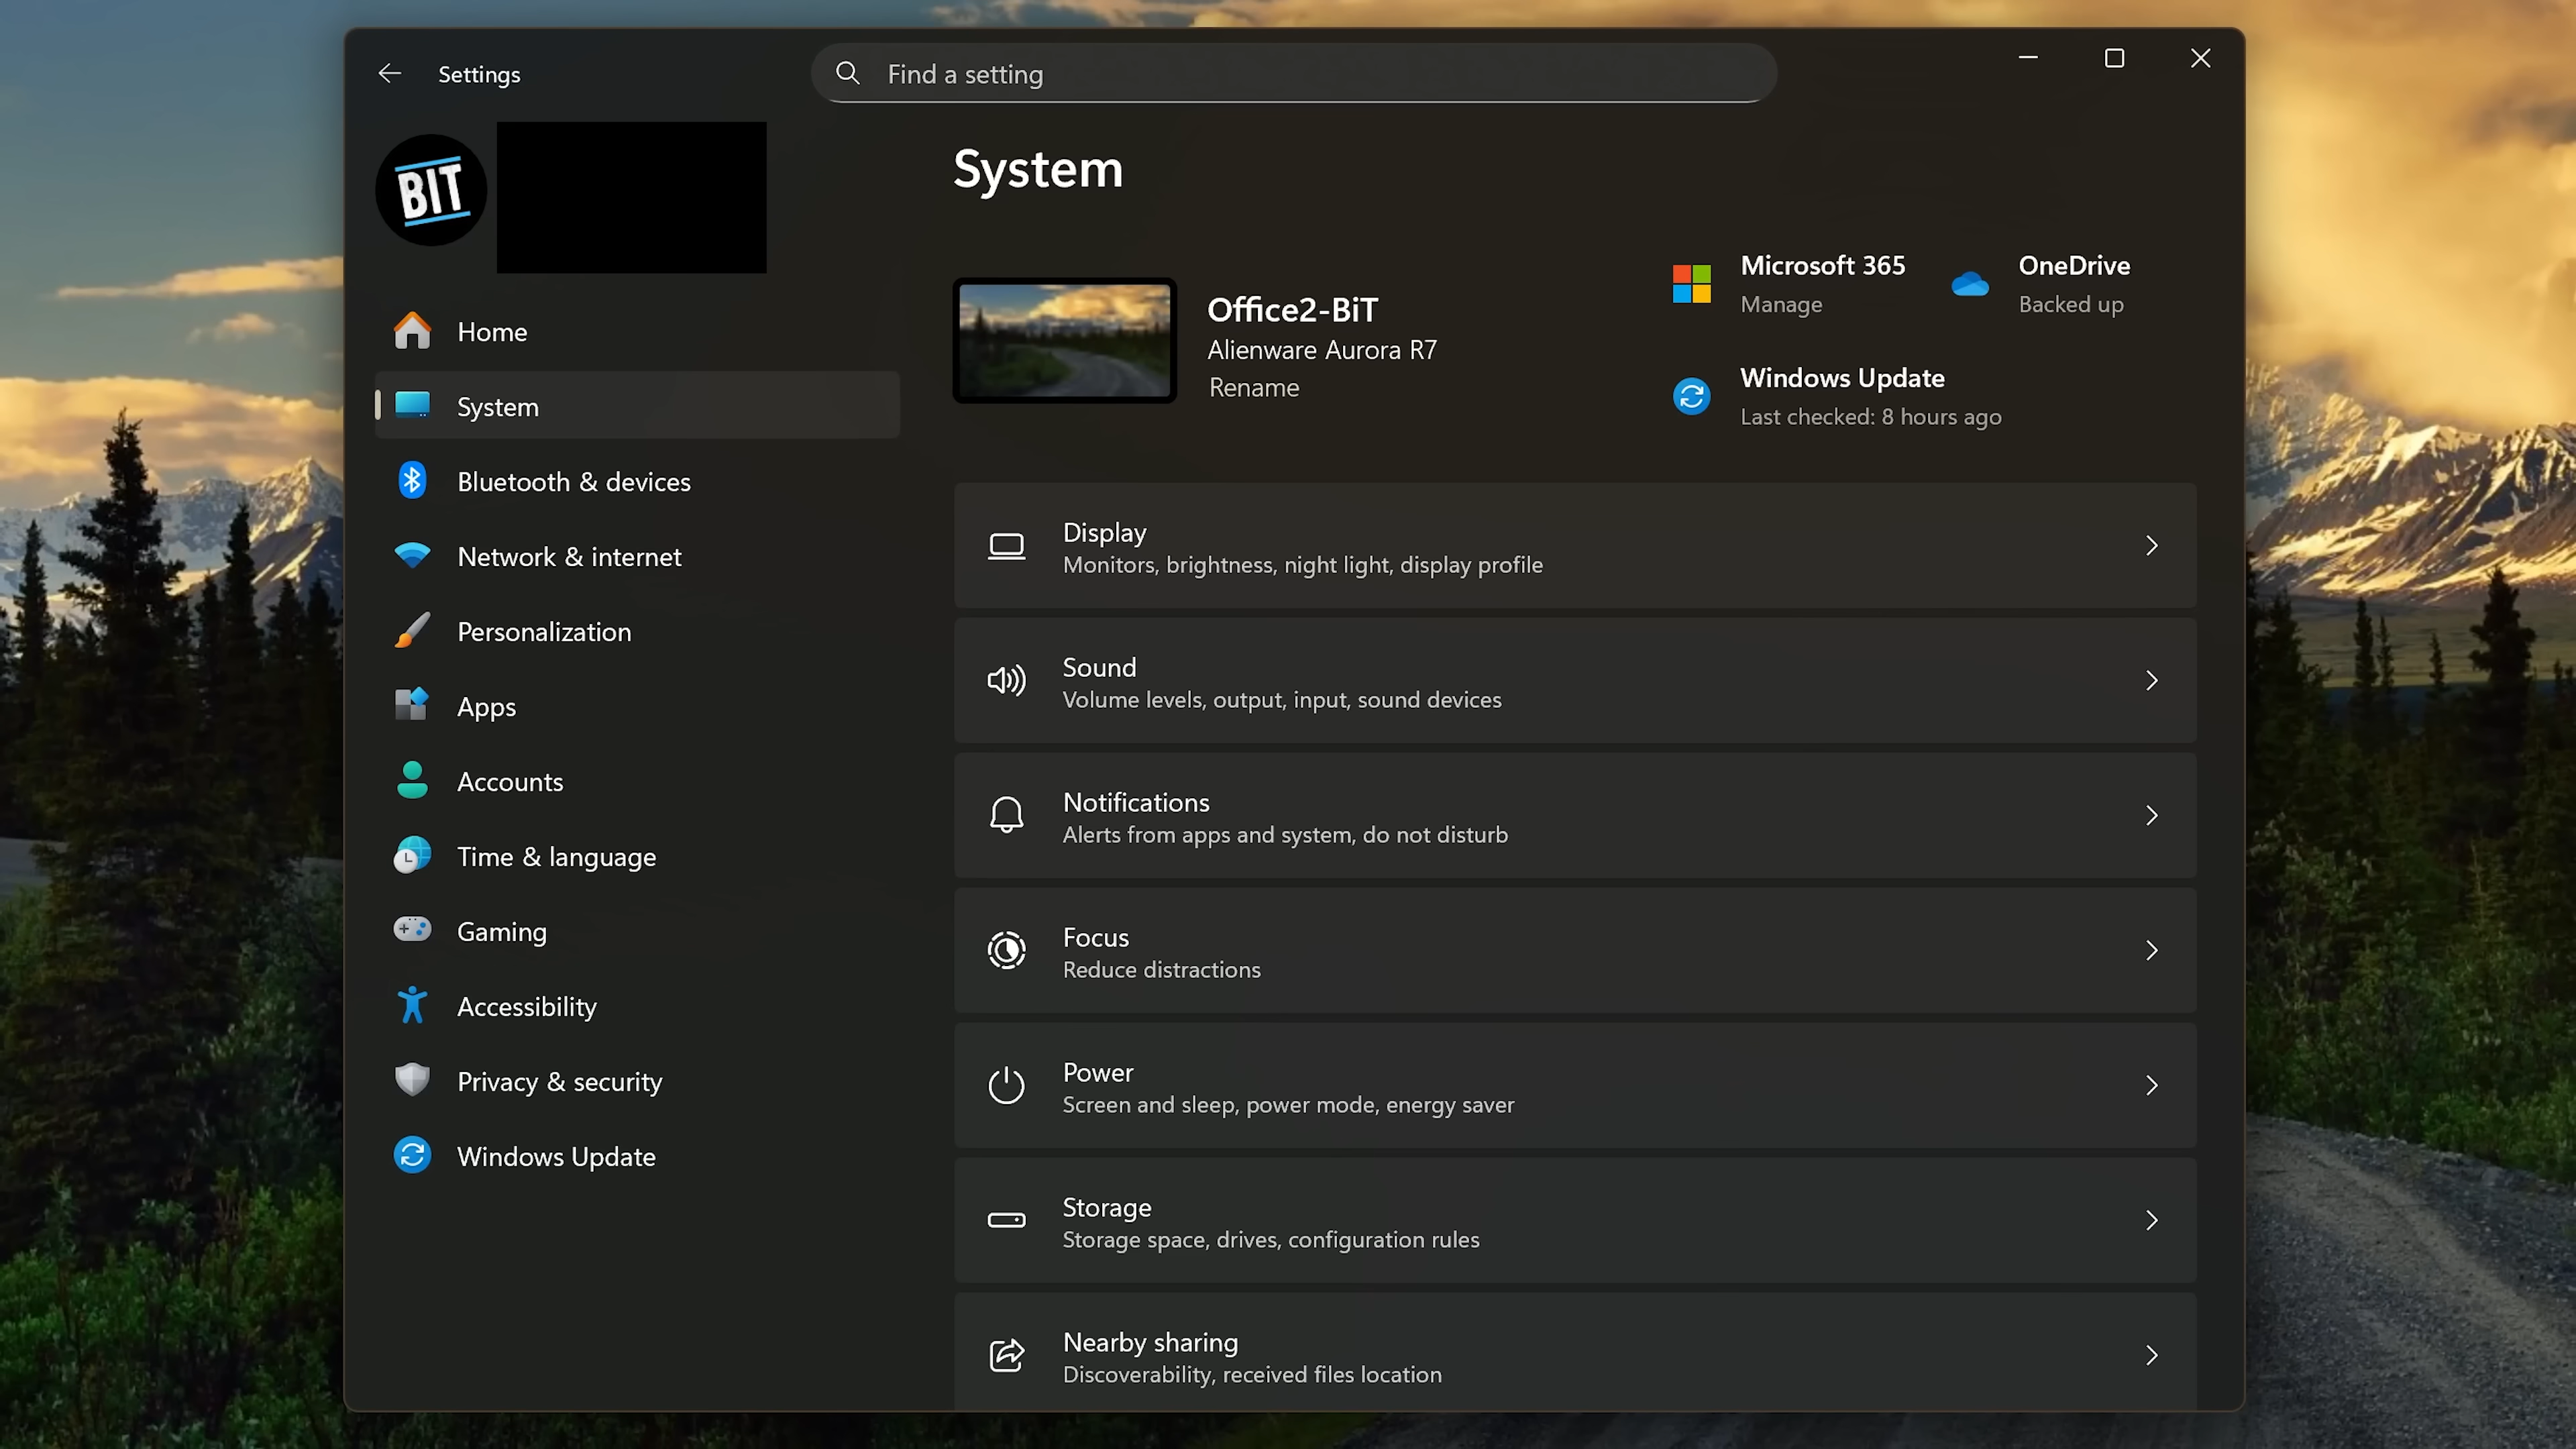 Settings
Find a setting
BIT
Home
System
Bluetooth & devices
Network & internet
Personalization
Apps
Accounts
Time & language
Gaming
Accessibility
Privacy & security
Windows Update
System
Office2-BiT
Alienware Aurora R7
Rename
Microsoft 365
Manage
OneDrive
Backed up
Windows Update
Last checked: 8 hours ago
Display
Monitors, brightness, night light, display profile
Sound
Volume levels, output, input, sound devices
Notifications
Alerts from apps and system, do not disturb
Focus
Reduce distractions
Power
Screen and sleep, power mode, energy saver
Storage
Storage space, drives, configuration rules
Nearby sharing
Discoverability, received files location